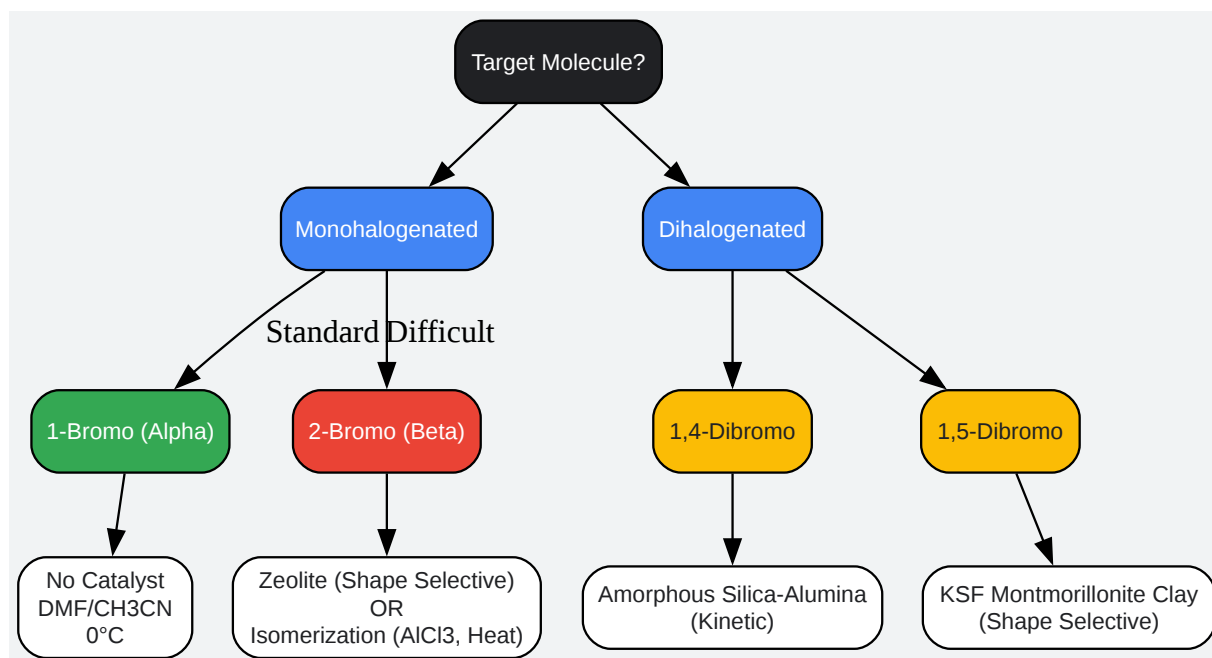 Target Molecule?
Monohalogenated
Dihalogenated
Standard
Difficult
1-Bromo (Alpha)
2-Bromo (Beta)
1,4-Dibromo
1,5-Dibromo
No Catalyst
DMF/CH3CN
0°C
Zeolite (Shape Selective)
OR
Isomerization (AlCl3, Heat)
Amorphous Silica-Alumina
(Kinetic)
KSF Montmorillonite Clay
(Shape Selective)